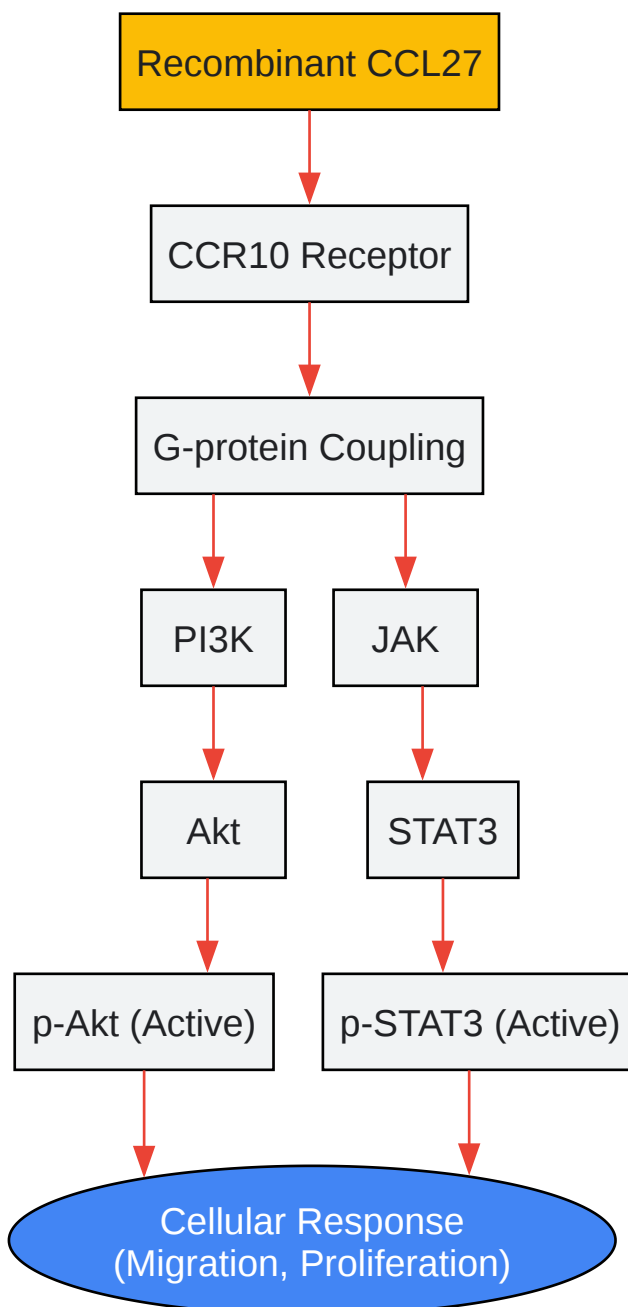 Recombinant CCL27
CCR10 Receptor
G-protein Coupling
PI3K
JAK
Akt
STAT3
p-Akt (Active)
p-STAT3 (Active)
Cellular Response
(Migration, Proliferation)